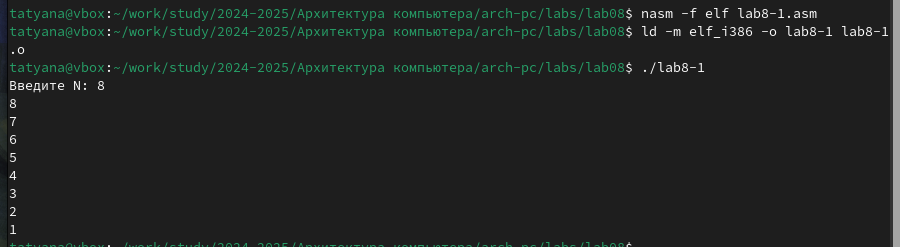 tatyana@vbox:~/work/study/2024-2025/Архитектура компьютера/arch-pc/labs/lab08$ nasm -f elf lab8-1.asm
tatyana@vbox:~/work/study/2024-2025/Архитектура компьютера/arch-pc/labs/lab08$ ld -m elf_i386 -o lab8-1 lab8-1
.o
tatyana@vbox:~/work/study/2024-2025/Архитектура компьютера/arch-pc/labs/lab08$ ./lab8-1
Введите N: 8
8
7
6
5
4
3
2
1
tatyana@vbox:~/work/study/2024-2025/Архитектура компьютера/arch-pc/labs/lab08$